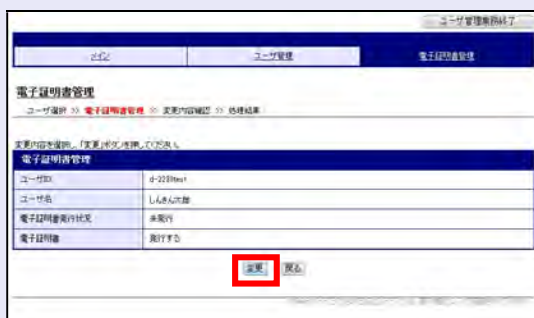 ユーザ管理業務終了
メイン ユーザ管理 電子証明書管理
電子証明書管理
ユーザ選択 >> 電子証明書管理 >> 変更内容確認 >> 処理結果
変更内容を選択し、「変更」ボタンを押してください。
電子証明書管理
ユーザID
ユーザ名 しんきん太郎
電子証明書発行状況 未発行
電子証明書 発行する
変更 戻る